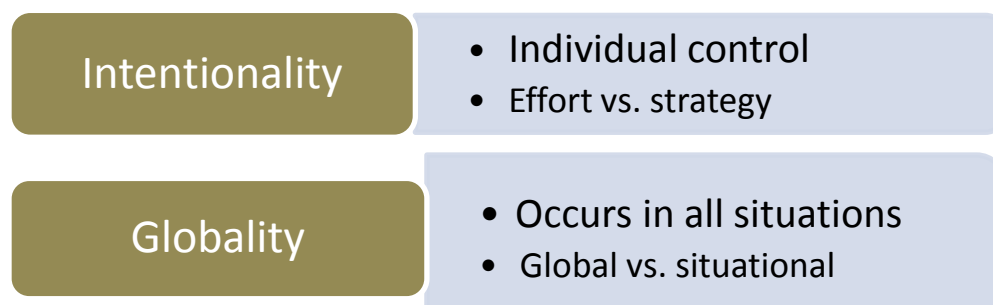 Intentionality
• Individual control
• Effort vs. strategy
Globality
• Occurs in all situations
• Global vs. situational